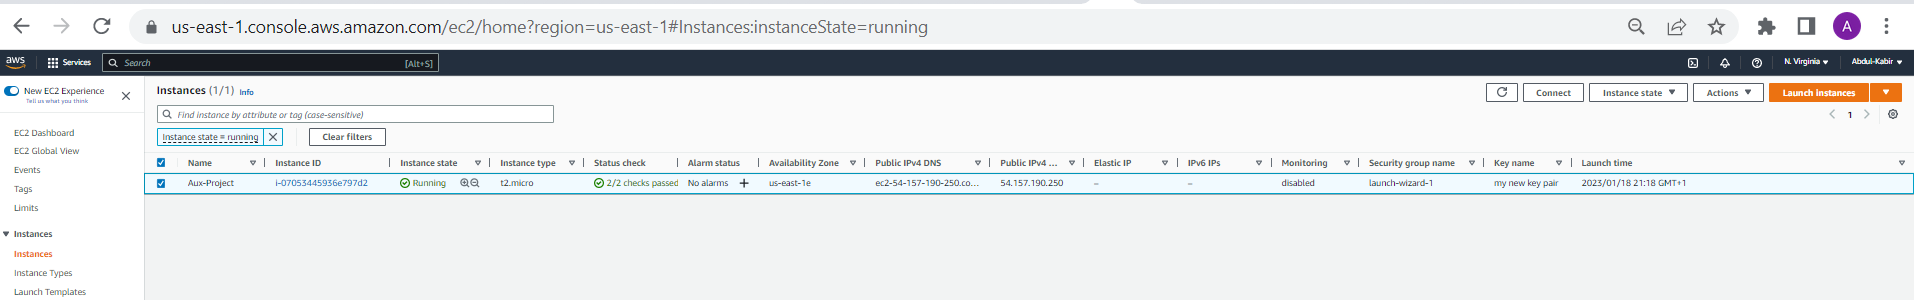 us-east-1.console.aws.amazon.com/ec2/home?region=us-east-1#Instances:instanceState=running
A
aws Services Search [Alt+S] N. Virginia Abdul-Kabir
New EC2 Experience
Tell us what you think
EC2 Dashboard
EC2 Global View
Events
Tags
Limits
Instances
Instances
Instance Types
Launch Templates
Instances (1/1) Info
Connect Instance state Actions Launch instances
Find instance by attribute or tag (case-sensitive)
1
Instance state = running Clear filters
Name Instance ID Instance state Instance type Status check Alarm status Availability Zone Public IPv4 DNS Public IPv4 ... Elastic IP IPv6 IPs Monitoring Security group name Key name Launch time
Aux-Project i-07053445936e797d2 Running t2.micro 2/2 checks passed No alarms + us-east-1e ec2-54-157-190-250.co... 54.157.190.250 – – disabled launch-wizard-1 my new key pair 2023/01/18 21:18 GMT+1